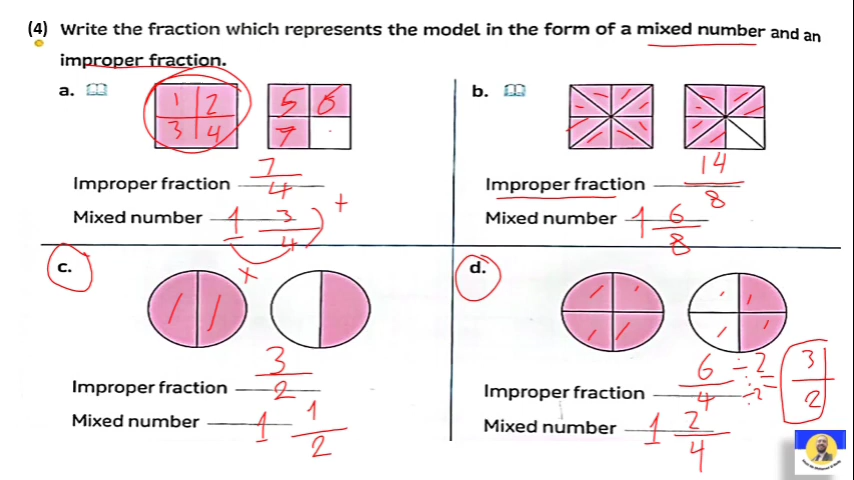 (4) Write the fraction which represents the model in the form of a mixed number and an
improper fraction.
a.
1 2
3 4
5 6
7
Improper fraction 7/4
Mixed number 1 3/4
+
×
b.
Improper fraction 14/8
Mixed number 1 6/8
c.
Improper fraction 3/2
Mixed number 1 1/2
d.
Improper fraction 6/4 ÷2/÷2 = 3/2
Mixed number 1 2/4